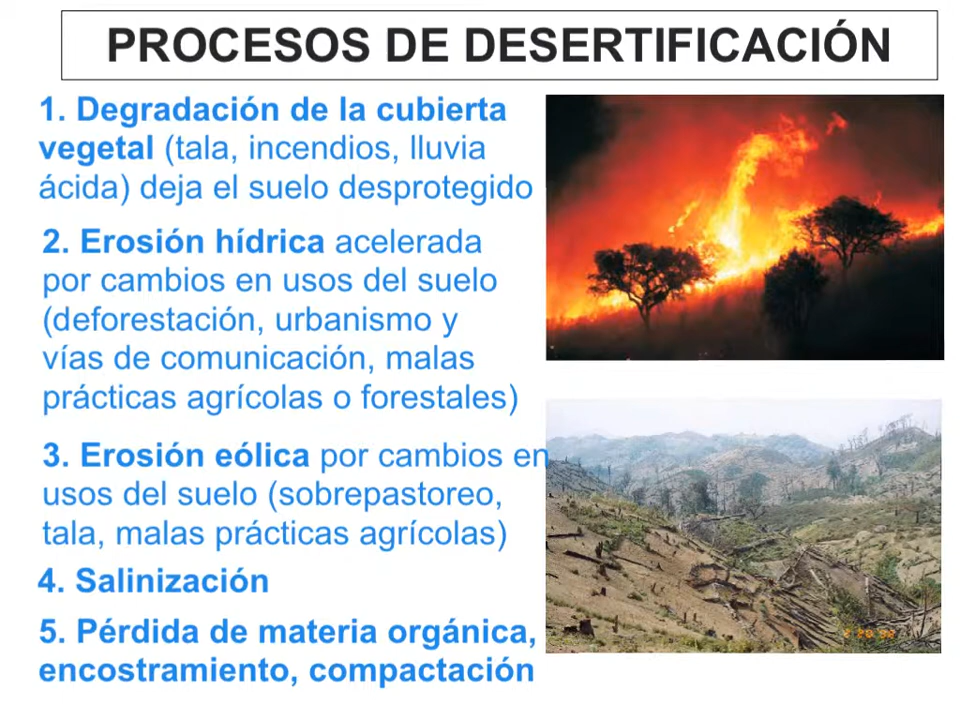 PROCESOS DE DESERTIFICACIÓN
1. Degradación de la cubierta
vegetal (tala, incendios, lluvia
ácida) deja el suelo desprotegido
2. Erosión hídrica acelerada
por cambios en usos del suelo
(deforestación, urbanismo y
vías de comunicación, malas
prácticas agrícolas o forestales)
3. Erosión eólica por cambios en
usos del suelo (sobrepastoreo,
tala, malas prácticas agrícolas)
4. Salinización
5. Pérdida de materia orgánica,
encostramiento, compactación